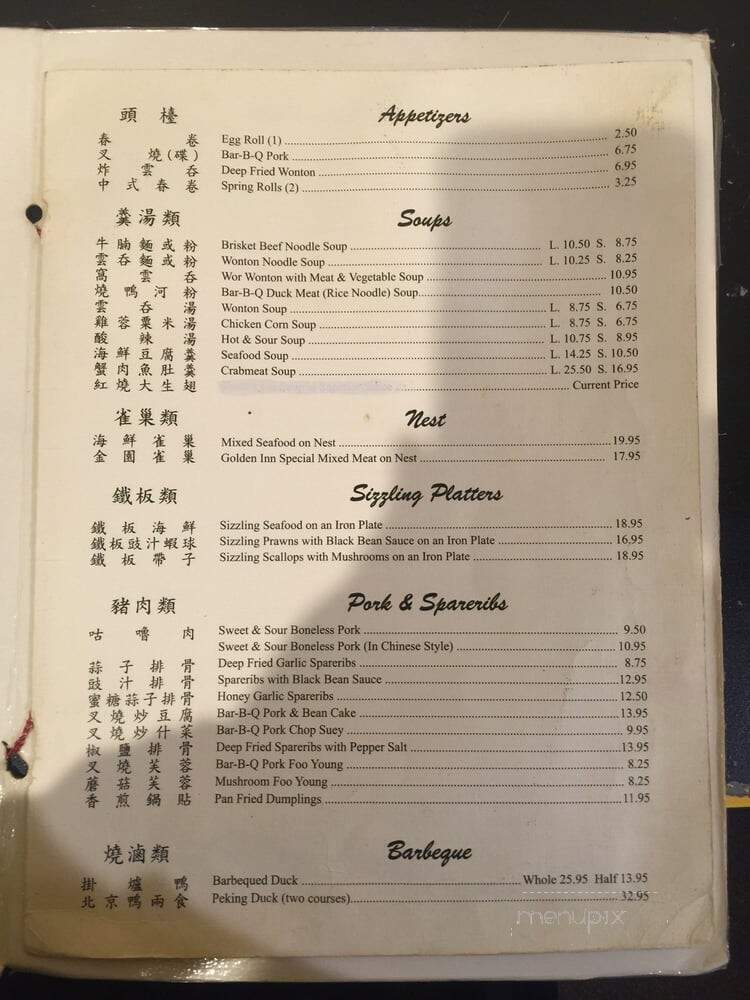 頭檯 Appetizers
春卷 Egg Roll (1) 2.50
叉燒(碟) Bar-B-Q Pork 6.75
炸雲吞 Deep Fried Wonton 6.95
中式春卷 Spring Rolls (2) 3.25
羹湯類 Soups
牛腩麵或粉 Brisket Beef Noodle Soup L. 10.50 S. 8.75
雲吞麵或粉 Wonton Noodle Soup L. 10.25 S. 8.25
窩雲吞 Wor Wonton with Meat & Vegetable Soup 10.95
燒鴨河粉 Bar-B-Q Duck Meat (Rice Noodle) Soup 10.50
雲吞湯 Wonton Soup L. 8.75 S. 6.75
雞蓉粟米湯 Chicken Corn Soup L. 8.75 S. 6.75
酸辣湯 Hot & Sour Soup L. 10.75 S. 8.95
海鮮豆腐羹 Seafood Soup L. 14.25 S. 10.50
蟹肉魚肚羹 Crabmeat Soup L. 25.50 S. 16.95
紅燒大生翅 Current Price
雀巢類 Nest
海鮮雀巢 Mixed Seafood on Nest 19.95
金園雀巢 Golden Inn Special Mixed Meat on Nest 17.95
鐵板類 Sizzling Platters
鐵板海鮮 Sizzling Seafood on an Iron Plate 18.95
鐵板豉汁蝦球 Sizzling Prawns with Black Bean Sauce on an Iron Plate 16.95
鐵板帶子 Sizzling Scallops with Mushrooms on an Iron Plate 18.95
豬肉類 Pork & Spareribs
咕嚕肉 Sweet & Sour Boneless Pork 9.50
Sweet & Sour Boneless Pork (In Chinese Style) 10.95
蒜子排骨 Deep Fried Garlic Spareribs 8.75
豉汁排骨 Spareribs with Black Bean Sauce 12.95
蜜糖蒜子排骨 Honey Garlic Spareribs 12.50
叉燒炒豆腐 Bar-B-Q Pork & Bean Cake 13.95
叉燒炒什菜 Bar-B-Q Pork Chop Suey 9.95
椒鹽排骨 Deep Fried Spareribs with Pepper Salt 13.95
叉燒芙蓉 Bar-B-Q Pork Foo Young 8.25
蘑菇芙蓉 Mushroom Foo Young 8.25
香煎鍋貼 Pan Fried Dumplings 11.95
燒滷類 Barbeque
掛爐鴨 Barbequed Duck Whole 25.95 Half 13.95
北京鴨兩食 Peking Duck (two courses) 32.95
menupix